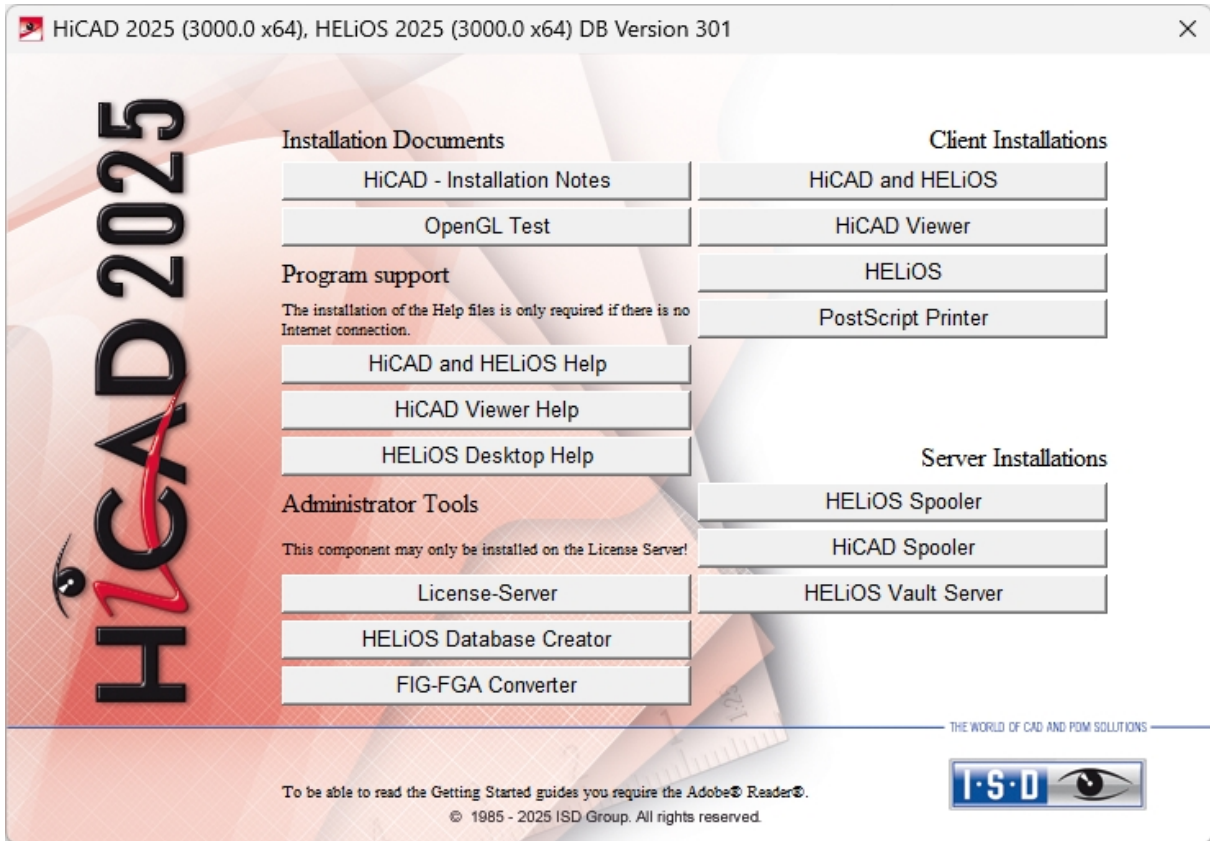 HiCAD 2025 (3000.0 x64), HELiOS 2025 (3000.0 x64) DB Version 301
HiCAD 2025
Installation Documents
HiCAD - Installation Notes
OpenGL Test
Program support
The installation of the Help files is only required if there is no
Internet connection.
HiCAD and HELiOS Help
HiCAD Viewer Help
HELiOS Desktop Help
Administrator Tools
This component may only be installed on the License Server!
License-Server
HELiOS Database Creator
FIG-FGA Converter
Client Installations
HiCAD and HELiOS
HiCAD Viewer
HELiOS
PostScript Printer
Server Installations
HELiOS Spooler
HiCAD Spooler
HELiOS Vault Server
THE WORLD OF CAD AND PDM SOLUTIONS
I·S·D
To be able to read the Getting Started guides you require the Adobe® Reader®.
© 1985 - 2025 ISD Group. All rights reserved.